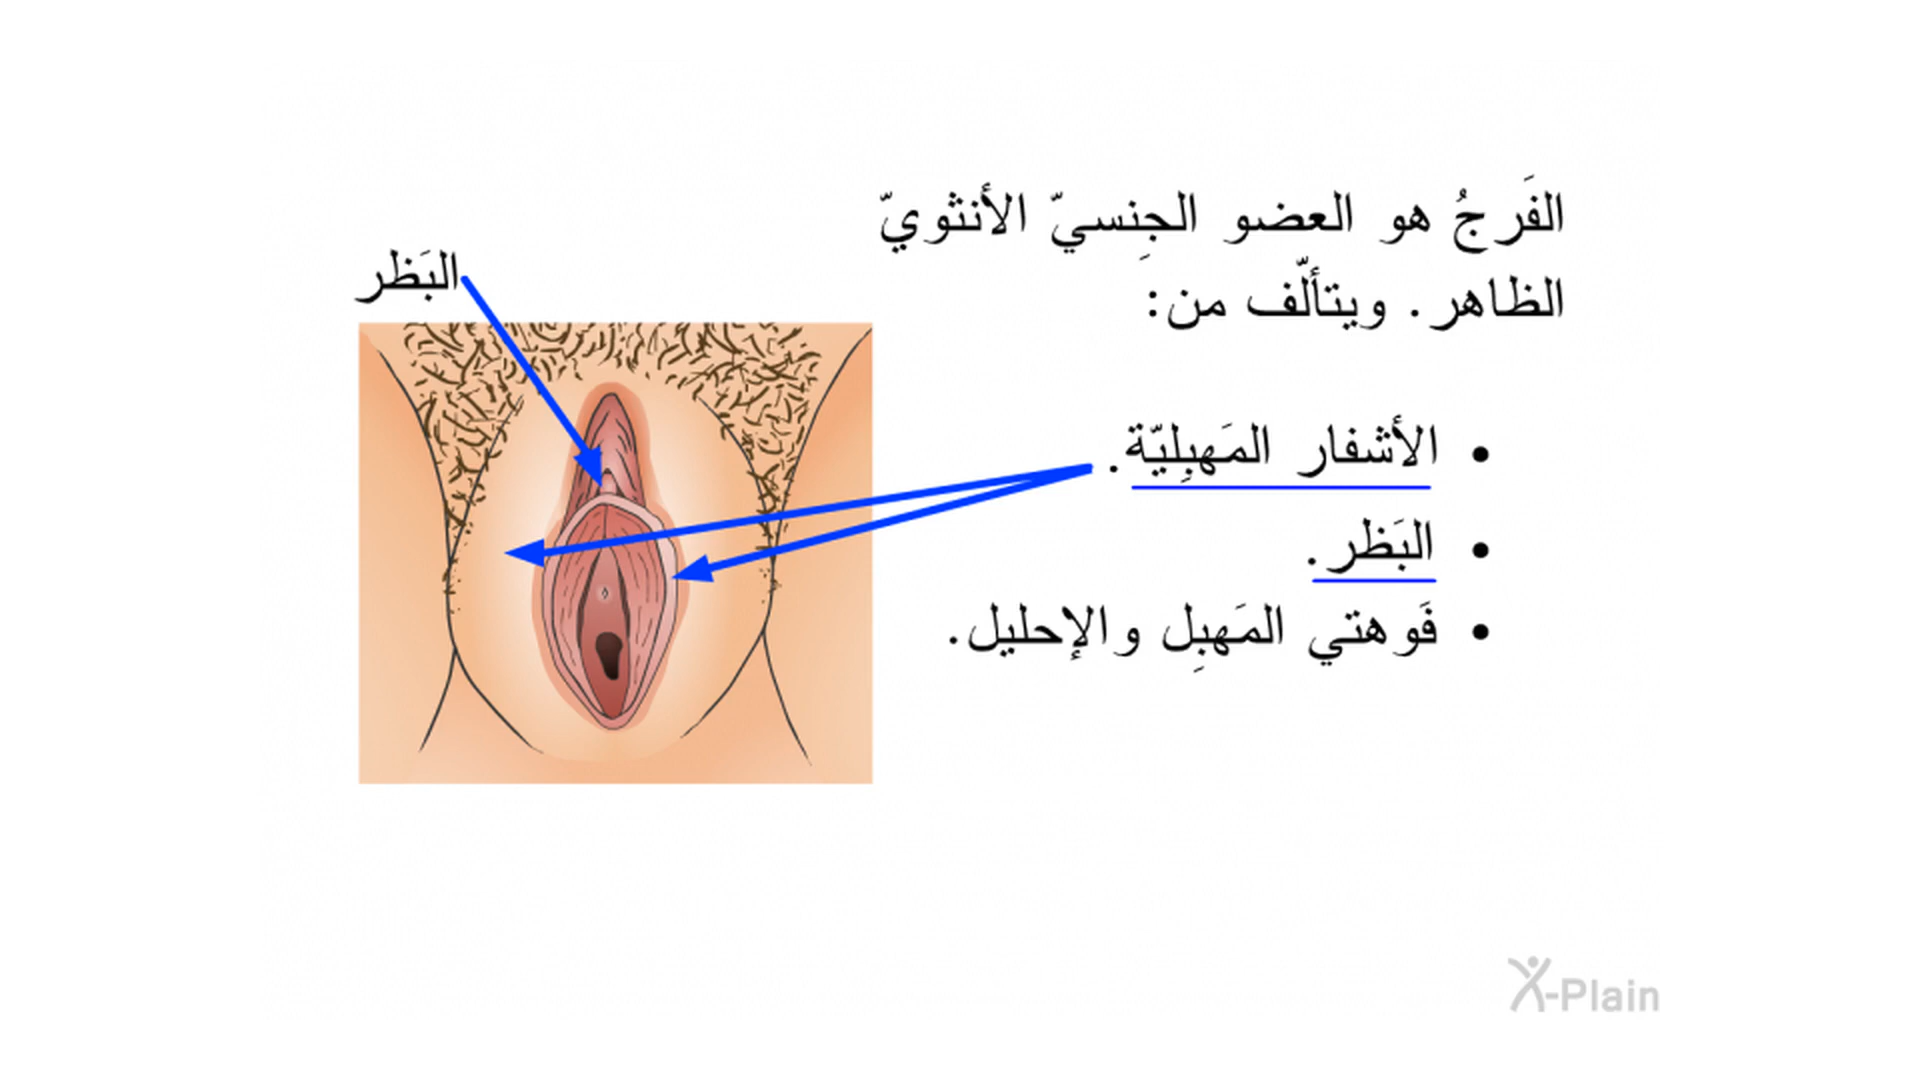 الفَرجُ هو العضو الجِنسيّ الأنثويّ
الظاهر. ويتألّف من:
البَظر
• الأشفار المَهبِليّة.
• البَظر.
• فَوهتي المَهبِل والإحليل.
X-Plain